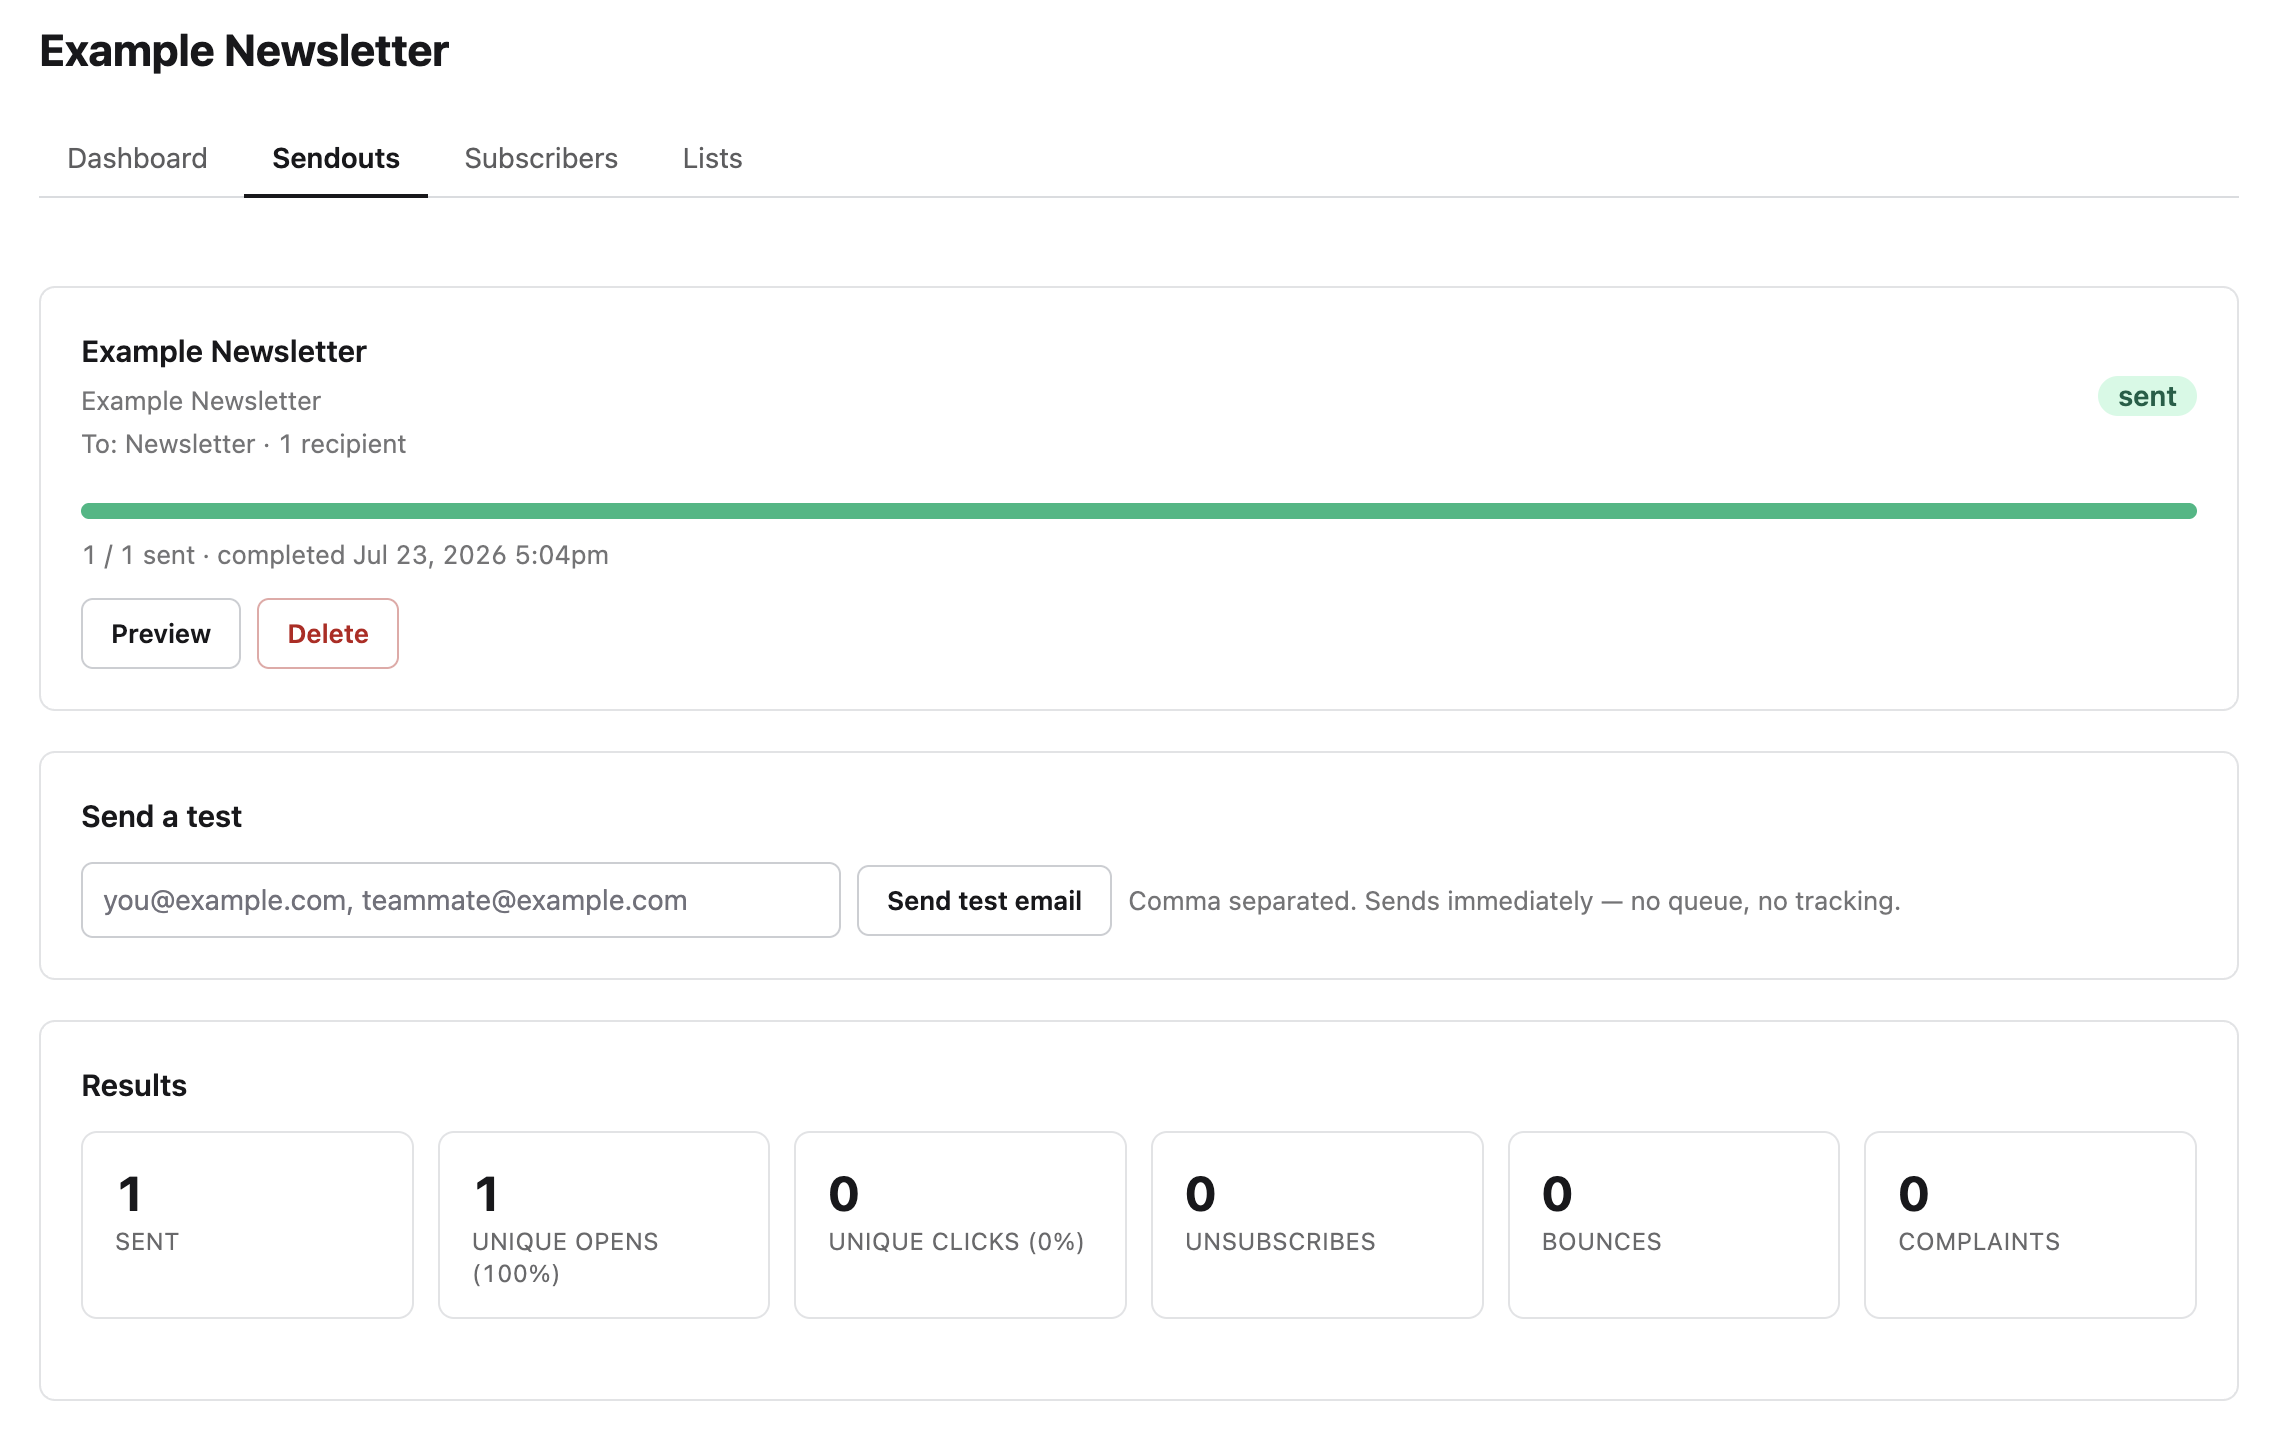 Example Newsletter
Dashboard Sendouts Subscribers Lists
Example Newsletter
Example Newsletter
To: Newsletter · 1 recipient
sent
1 / 1 sent · completed Jul 23, 2026 5:04pm
Preview Delete
Send a test
you@example.com, teammate@example.com Send test email Comma separated. Sends immediately — no queue, no tracking.
Results
1
SENT
1
UNIQUE OPENS
(100%)
0
UNIQUE CLICKS (0%)
0
UNSUBSCRIBES
0
BOUNCES
0
COMPLAINTS